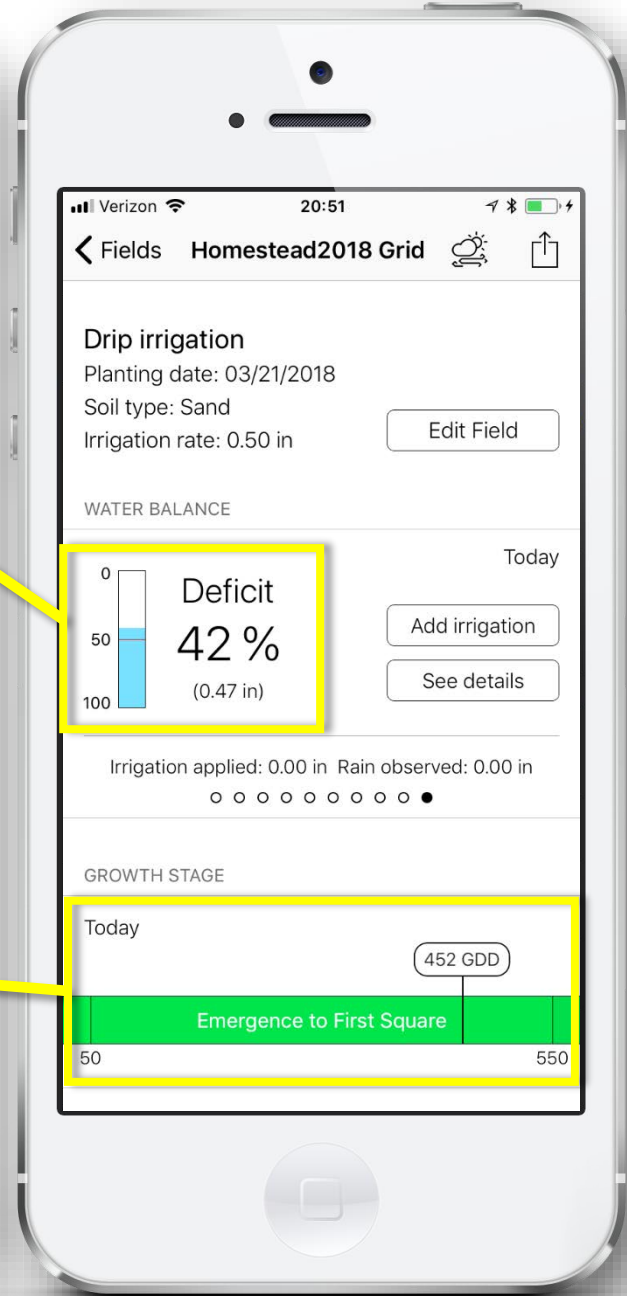 Verizon 20:51
Fields Homestead2018 Grid
Drip irrigation
Planting date: 03/21/2018
Soil type: Sand
Irrigation rate: 0.50 in
Edit Field
WATER BALANCE
Today
0
50
100
Deficit
42 %
(0.47 in)
Add irrigation
See details
Irrigation applied: 0.00 in Rain observed: 0.00 in
GROWTH STAGE
Today
452 GDD
Emergence to First Square
50 550